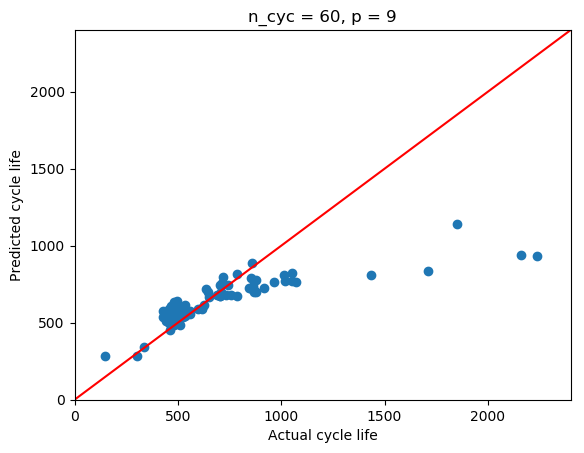 n_cyc = 60, p = 9
Predicted cycle life
2000
1500
1000
500
0
0 500 1000 1500 2000
Actual cycle life